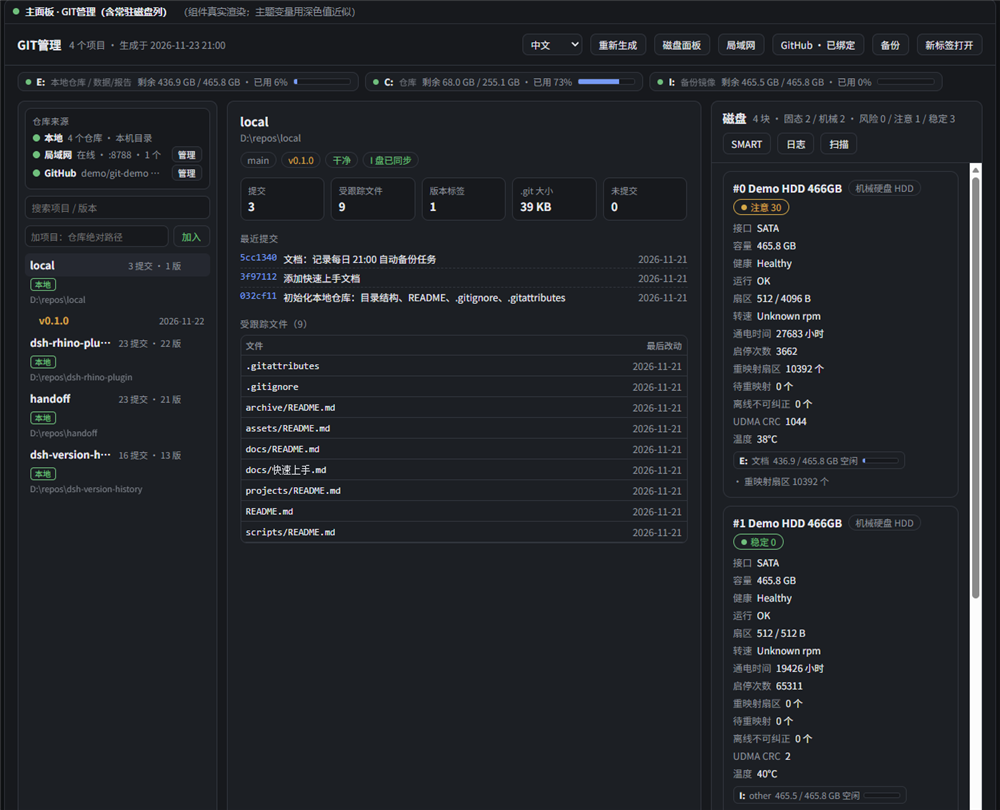 主面板 · GIT管理（含常驻磁盘列） （组件真实渲染；主题变量用深色值近似）
GIT管理 4 个项目 · 生成于 2026-11-23 21:00 中文 重新生成 磁盘面板 局域网 GitHub · 已绑定 备份 新标签打开
E: 本地仓库 / 数据/报告 剩余 436.9 GB / 465.8 GB · 已用 6% C: 仓库 剩余 68.0 GB / 255.1 GB · 已用 73% I: 备份镜像 剩余 465.5 GB / 465.8 GB · 已用 0%
仓库来源
本地 4 个仓库 · 本机目录
局域网 在线 · :8788 · 1 个 管理
GitHub demo/git-demo ··· 管理
搜索项目 / 版本
加项目：仓库绝对路径 加入
local 3 提交 · 1 版
本地
D:\repos\local
v0.1.0 2026-11-22
dsh-rhino-plu··· 23 提交 · 22 版
本地
D:\repos\dsh-rhino-plugin
handoff 23 提交 · 21 版
本地
D:\repos\handoff
dsh-version-h··· 16 提交 · 13 版
本地
D:\repos\dsh-version-history
local
D:\repos\local
main v0.1.0 干净 I 盘已同步
提交 受跟踪文件 版本标签 .git 大小 未提交
3 9 1 39 KB 0
最近提交
5cc1340 文档：记录每日 21:00 自动备份任务 2026-11-21
3f97112 添加快速上手文档 2026-11-21
032cf11 初始化本地仓库：目录结构、README、.gitignore、.gitattributes 2026-11-21
受跟踪文件（9）
文件 最后改动
.gitattributes 2026-11-21
.gitignore 2026-11-21
archive/README.md 2026-11-21
assets/README.md 2026-11-21
docs/README.md 2026-11-21
docs/快速上手.md 2026-11-21
projects/README.md 2026-11-21
README.md 2026-11-21
scripts/README.md 2026-11-21
磁盘 4 块 · 固态 2 / 机械 2 · 风险 0 / 注意 1 / 稳定 3
SMART 日志 扫描
#0 Demo HDD 466GB 机械硬盘 HDD
注意 30
接口 SATA
容量 465.8 GB
健康 Healthy
运行 OK
扇区 512 / 4096 B
转速 Unknown rpm
通电时间 27683 小时
启停次数 3662
重映射扇区 10392 个
待重映射 0 个
离线不可纠正 0 个
UDMA CRC 1044
温度 38°C
E: 文档 436.9 / 465.8 GB 空闲
· 重映射扇区 10392 个
#1 Demo HDD 466GB 机械硬盘 HDD
稳定 0
接口 SATA
容量 465.8 GB
健康 Healthy
运行 OK
扇区 512 / 512 B
转速 Unknown rpm
通电时间 19426 小时
启停次数 65311
重映射扇区 0 个
待重映射 0 个
离线不可纠正 0 个
UDMA CRC 2
温度 40°C
I: other 465.5 / 465.8 GB 空闲